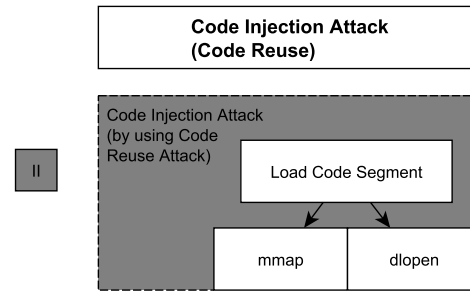 Code Injection Attack
(Code Reuse)
Code Injection Attack
(by using Code
Reuse Attack)
II
Load Code Segment
mmap
dlopen